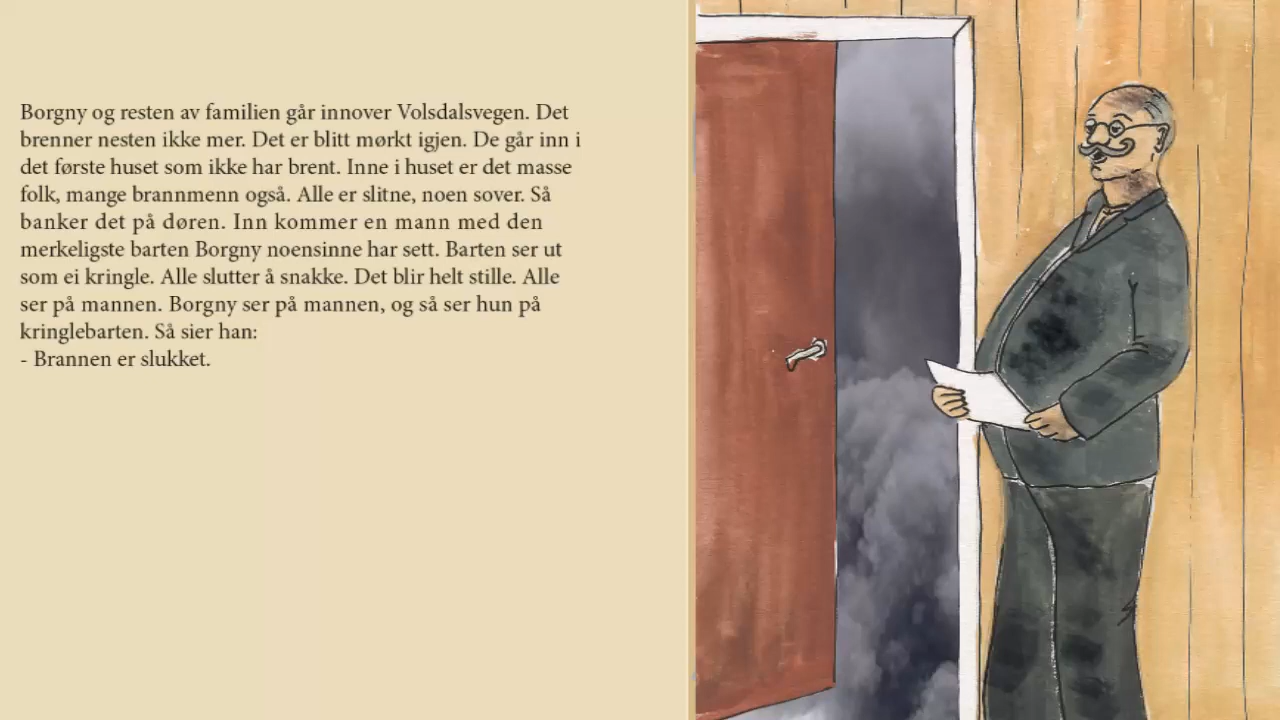 Borgny og resten av familien går innover Volsdalsvegen. Det
brenner nesten ikke mer. Det er blitt mørkt igjen. De går inn i
det første huset som ikke har brent. Inne i huset er det masse
folk, mange brannmenn også. Alle er slitne, noen sover. Så
banker det på døren. Inn kommer en mann med den
merkeligste barten Borgny noensinne har sett. Barten ser ut
som ei kringle. Alle slutter å snakke. Det blir helt stille. Alle
ser på mannen. Borgny ser på mannen, og så ser hun på
kringlebarten. Så sier han:
- Brannen er slukket.